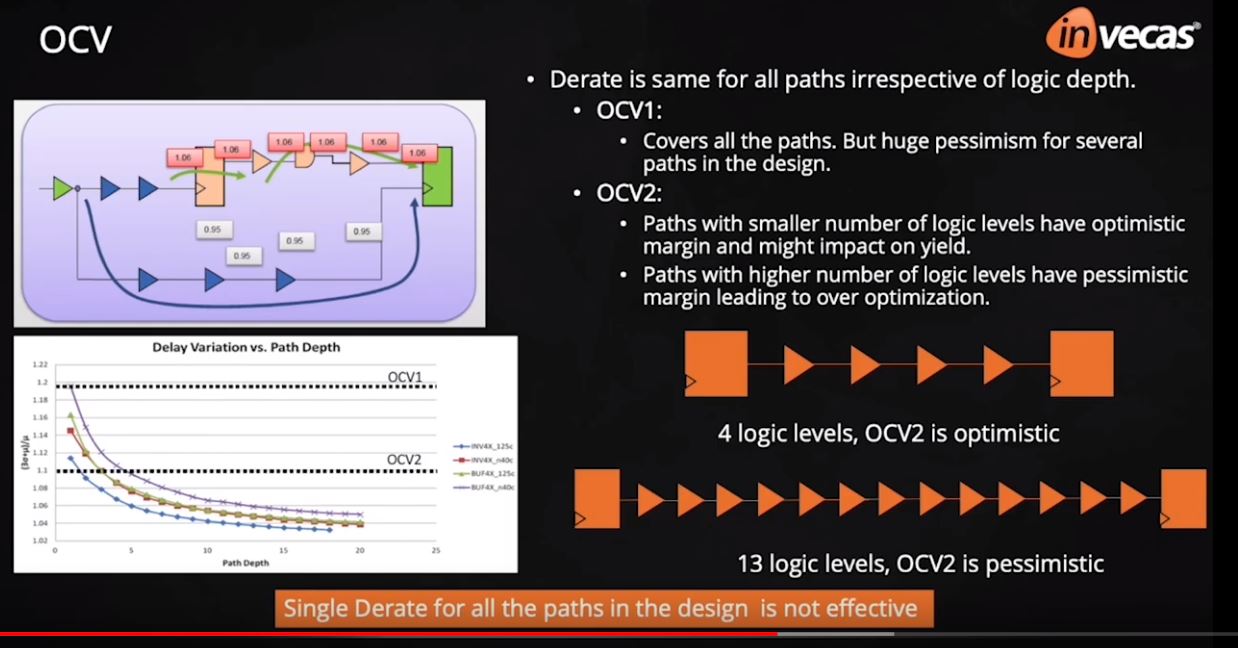 OCV
invecas®
• Derate is same for all paths irrespective of logic depth.
• OCV1:
• Covers all the paths. But huge pessimism for several
paths in the design.
• OCV2:
• Paths with smaller number of logic levels have optimistic
margin and might impact on yield.
• Paths with higher number of logic levels have pessimistic
margin leading to over optimization.
1.06
1.06
1.06
1.06
1.06
1.06
0.95
0.95
0.95
0.95
Delay Variation vs. Path Depth
1.22
1.2
1.18
1.16
1.14
1.12
1.1
1.08
1.06
1.04
1.02
(3σ+μ)/μ
OCV1
OCV2
INV4X_125c
INV4X_n40c
BUF4X_125c
BUF4X_n40c
0
5
10
15
20
25
Path Depth
4 logic levels, OCV2 is optimistic
13 logic levels, OCV2 is pessimistic
Single Derate for all the paths in the design is not effective